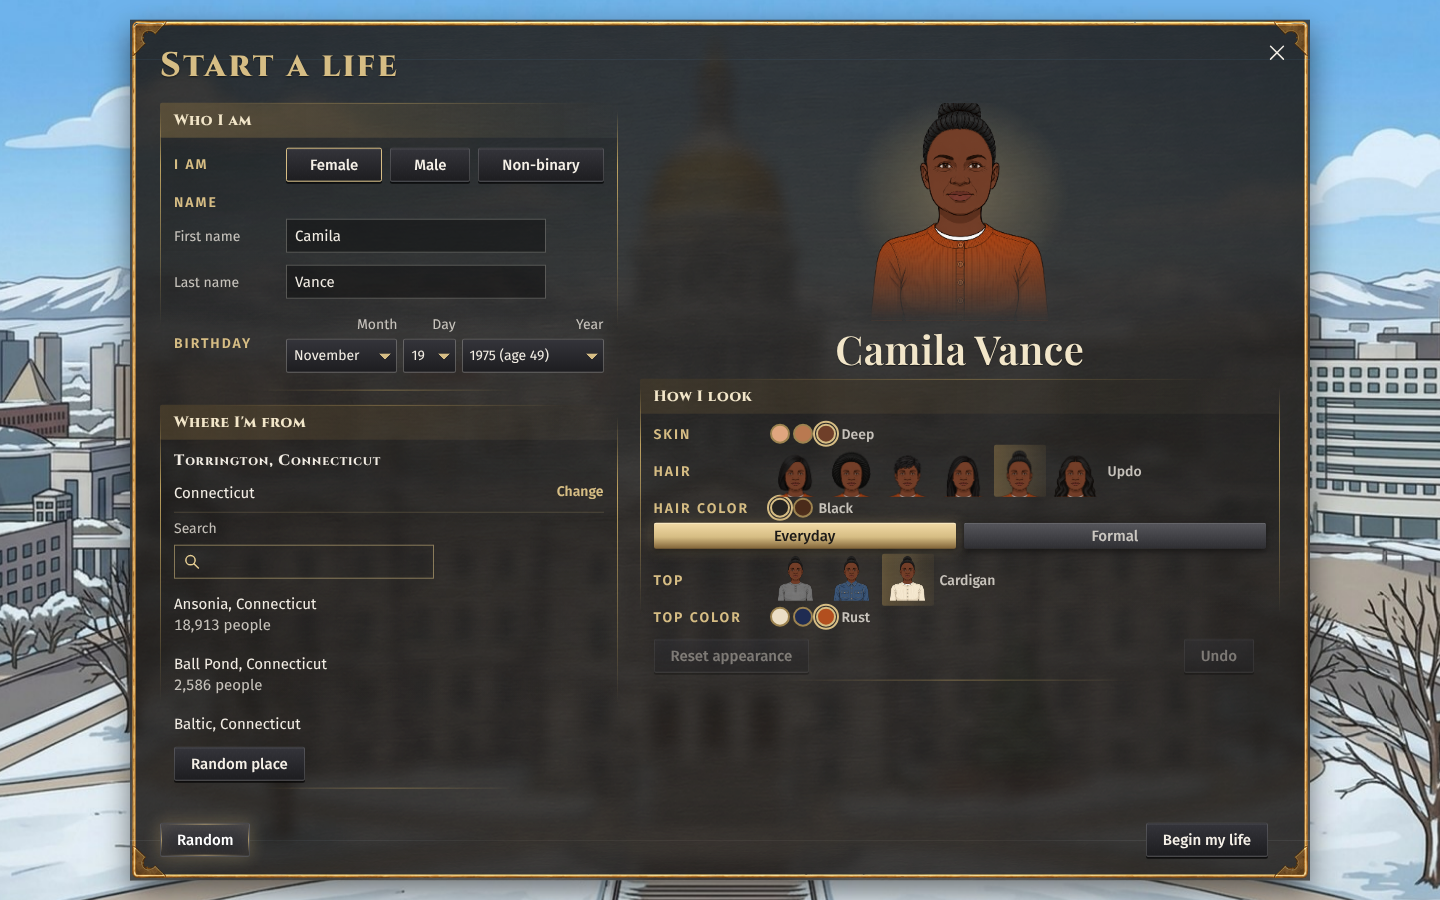 Start a life
Who I am
I AM
Female
Male
Non-binary
NAME
First name
Camila
Last name
Vance
Month
Day
Year
BIRTHDAY
November
19
1975 (age 49)
Where I'm from
Torrington, Connecticut
Connecticut
Change
Search
Ansonia, Connecticut
18,913 people
Ball Pond, Connecticut
2,586 people
Baltic, Connecticut
Random place
Random
Camila Vance
How I look
SKIN
Deep
HAIR
Updo
HAIR COLOR
Black
Everyday
Formal
TOP
Cardigan
TOP COLOR
Rust
Reset appearance
Undo
Begin my life